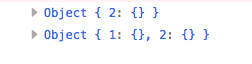 Object { 2: {} }
Object { 1: {}, 2: {} }